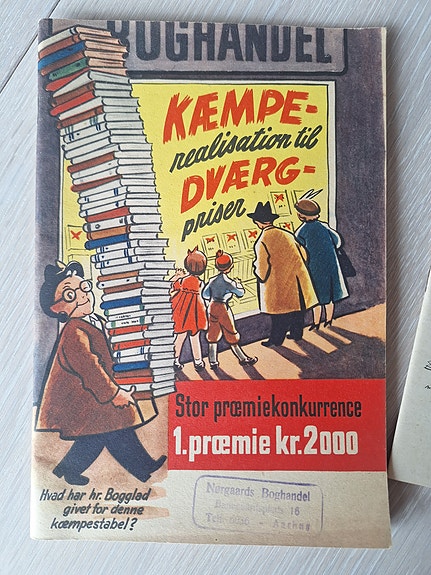 BOGHANDEL
KÆMPE-
realisation til
DVÆRG-
priser
Stor præmiekonkurrence
1. præmie kr. 2000
Hvad har hr. Bogglad
givet for denne
kæmpestabel?
Nørgaards Boghandel
16
Aarhus